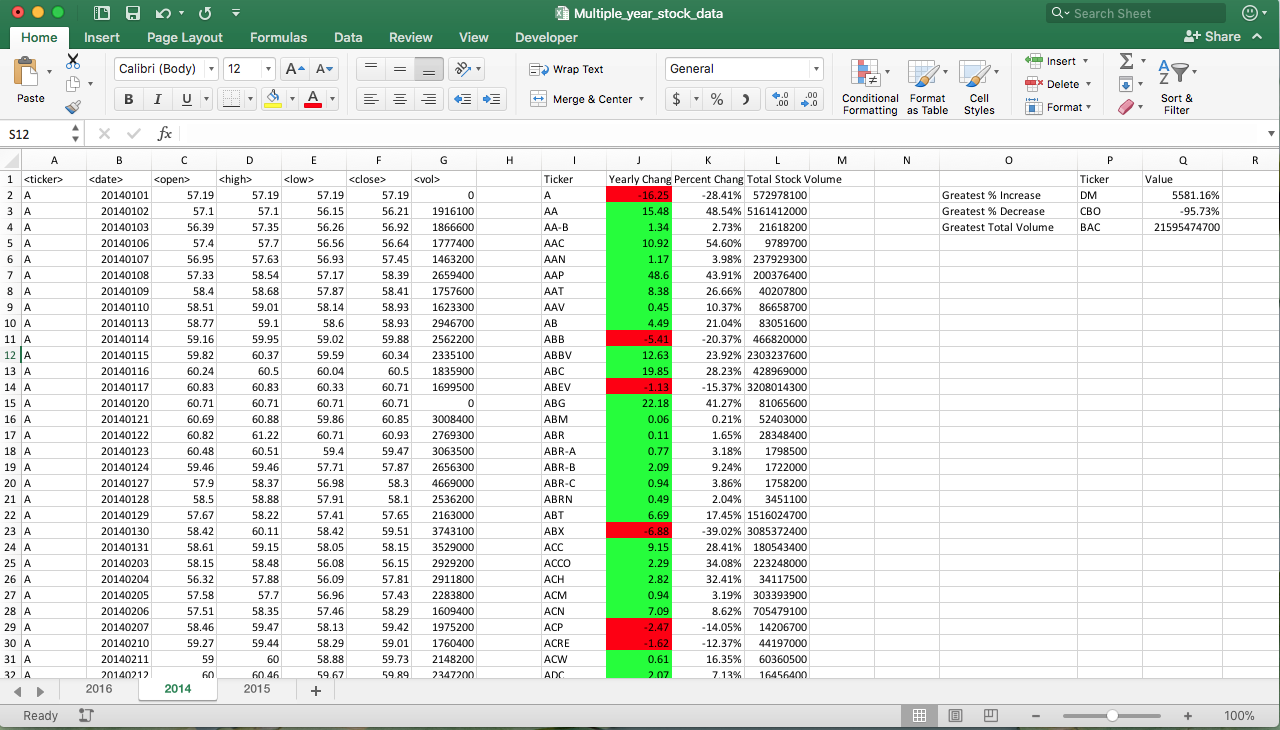 Multiple_year_stock_data
Search Sheet
Home Insert Page Layout Formulas Data Review View Developer
Share
Paste
Calibri (Body) 12 A A
Wrap Text
General
Insert
Delete
Format
B I U A
Merge & Center
$ % )
Conditional Formatting
Format as Table
Cell Styles
Sort & Filter
S12 fx
A B C D E F G H I J K L M N O P Q R
1 <ticker> <date> <open> <high> <low> <close> <vol> Ticker Yearly Chang Percent Chang Total Stock Volume Ticker Value
2 A 20140101 57.19 57.19 57.19 57.19 0 A -16.25 -28.41% 572978100 Greatest % Increase DM 5581.16%
3 A 20140102 57.1 57.1 56.15 56.21 1916100 AA 15.48 48.54% 5161412000 Greatest % Decrease CBO -95.73%
4 A 20140103 56.39 57.35 56.26 56.92 1866600 AA-B 1.34 2.73% 21618200 Greatest Total Volume BAC 21595474700
5 A 20140106 57.4 57.7 56.56 56.64 1777400 AAC 10.92 54.60% 9789700
6 A 20140107 56.95 57.63 56.93 57.45 1463200 AAN 1.17 3.98% 237929300
7 A 20140108 57.33 58.54 57.17 58.39 2659400 AAP 48.6 43.91% 200376400
8 A 20140109 58.4 58.68 57.87 58.41 1757600 AAT 8.38 26.66% 40207800
9 A 20140110 58.51 59.01 58.14 58.93 1623300 AAV 0.45 10.37% 86658700
10 A 20140113 58.77 59.1 58.6 58.93 2946700 AB 4.49 21.04% 83051600
11 A 20140114 59.16 59.95 59.02 59.88 2562200 ABB -5.41 -20.37% 466820000
12 A 20140115 59.82 60.37 59.59 60.34 2335100 ABBV 12.63 23.92% 2303237600
13 A 20140116 60.24 60.5 60.04 60.5 1835900 ABC 19.85 28.23% 428969000
14 A 20140117 60.83 60.83 60.33 60.71 1699500 ABEV -1.13 -15.37% 3208014300
15 A 20140120 60.71 60.71 60.71 60.71 0 ABG 22.18 41.27% 81065600
16 A 20140121 60.69 60.88 59.86 60.85 3008400 ABM 0.06 0.21% 52403000
17 A 20140122 60.82 61.22 60.71 60.93 2769300 ABR 0.11 1.65% 28348400
18 A 20140123 60.48 60.51 59.4 59.47 3063500 ABR-A 0.77 3.18% 1798500
19 A 20140124 59.46 59.46 57.71 57.87 2656300 ABR-B 2.09 9.24% 1722000
20 A 20140127 57.9 58.37 56.98 58.3 4669000 ABR-C 0.94 3.86% 1758200
21 A 20140128 58.5 58.88 57.91 58.1 2536200 ABRN 0.49 2.04% 3451100
22 A 20140129 57.67 58.22 57.41 57.65 2163000 ABT 6.69 17.45% 1516024700
23 A 20140130 58.42 60.11 58.42 59.51 3743100 ABX -6.88 -39.02% 3085372400
24 A 20140131 58.61 59.15 58.05 58.15 3529000 ACC 9.15 28.41% 180543400
25 A 20140203 58.15 58.48 56.08 56.15 2929200 ACCO 2.29 34.08% 223248000
26 A 20140204 56.32 57.88 56.09 57.81 2911800 ACH 2.82 32.41% 34117500
27 A 20140205 57.58 57.7 56.96 57.43 2283800 ACM 0.94 3.19% 303393900
28 A 20140206 57.51 58.35 57.46 58.29 1609400 ACN 7.09 8.62% 705479100
29 A 20140207 58.46 59.47 58.13 59.42 1975200 ACP -2.47 -14.05% 14206700
30 A 20140210 59.27 59.44 58.29 59.01 1760400 ACRE -1.62 -12.37% 44197000
31 A 20140211 59 60 58.88 59.73 2148200 ACW 0.61 16.35% 60360500
32 A 20140212 60 60.46 59.67 59.89 2347200 ADC 2.07 7.13% 16456400
2016 2014 2015 +
Ready
100%